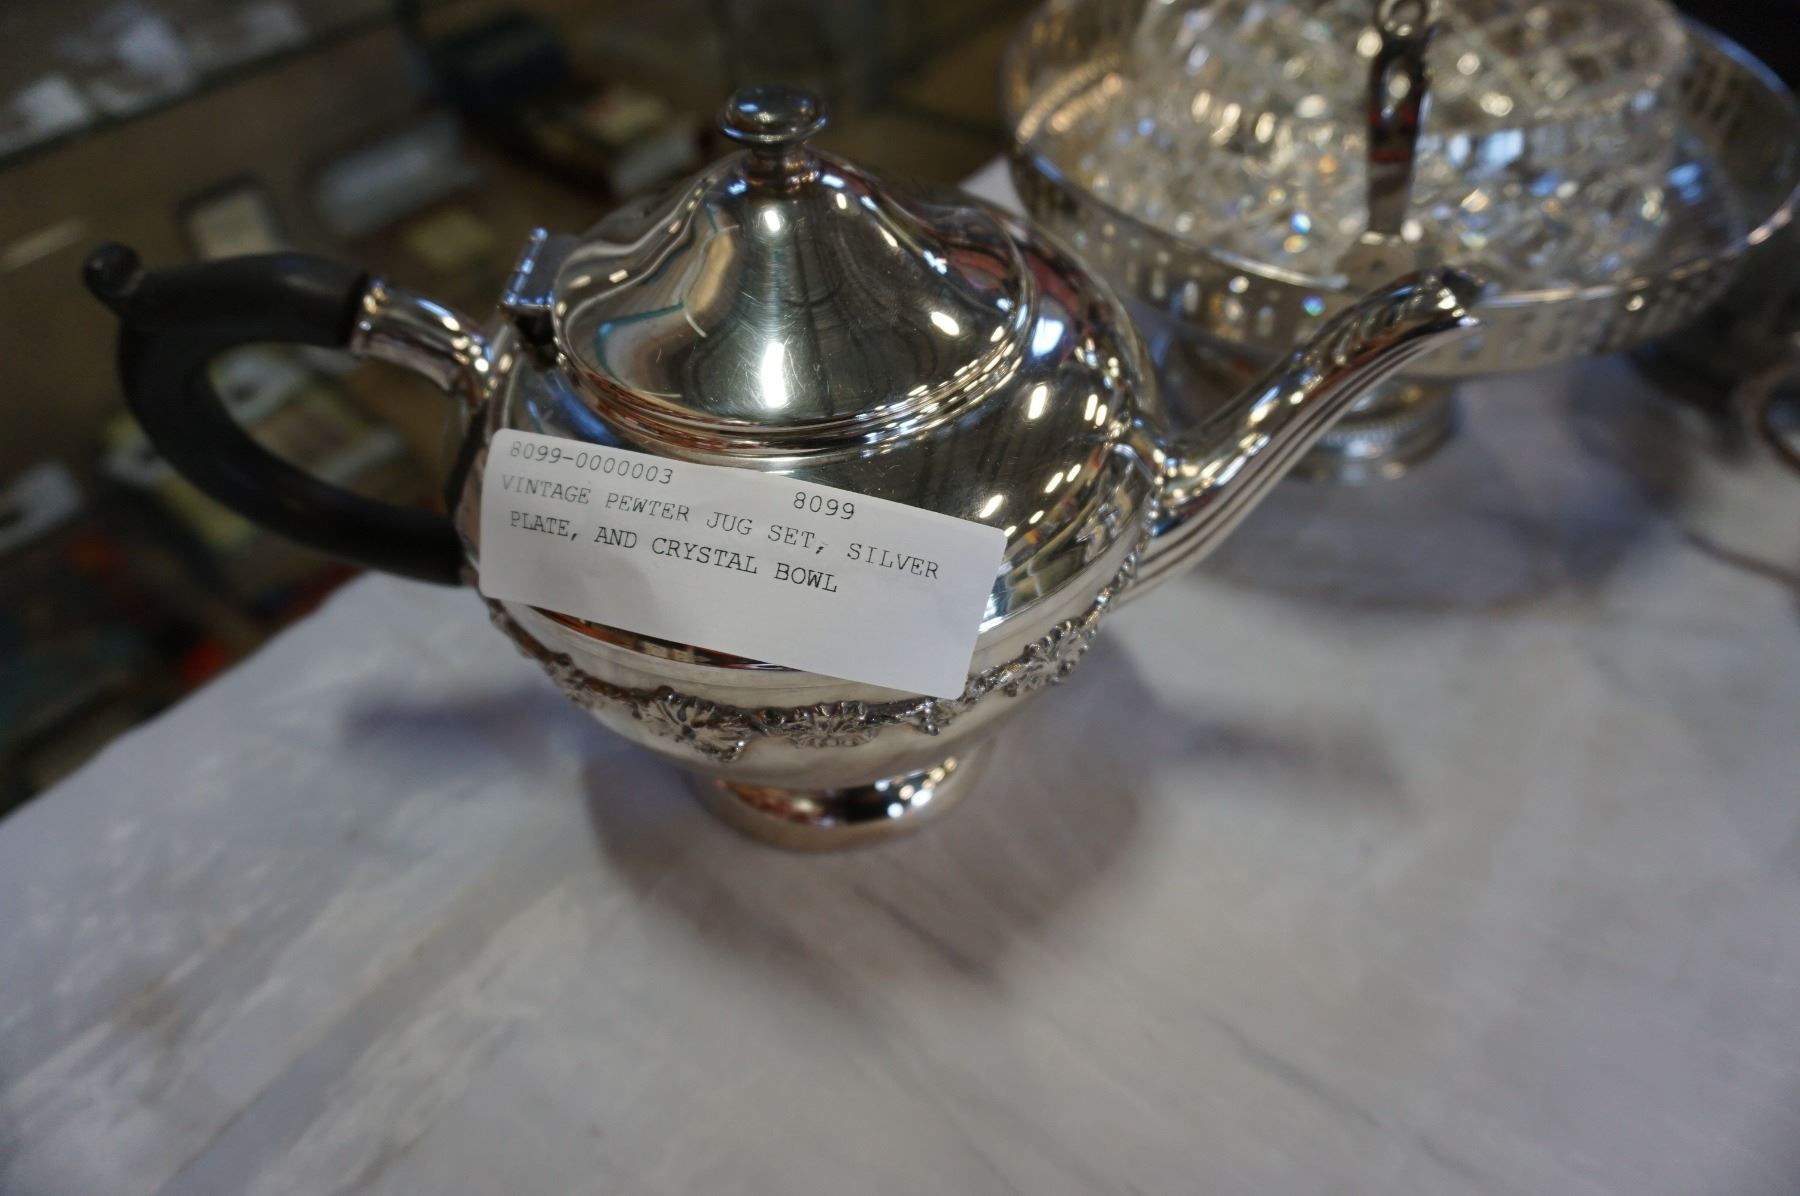 8099-0000003 8099
VINTAGE PEWTER JUG SET, SILVER
PLATE, AND CRYSTAL BOWL